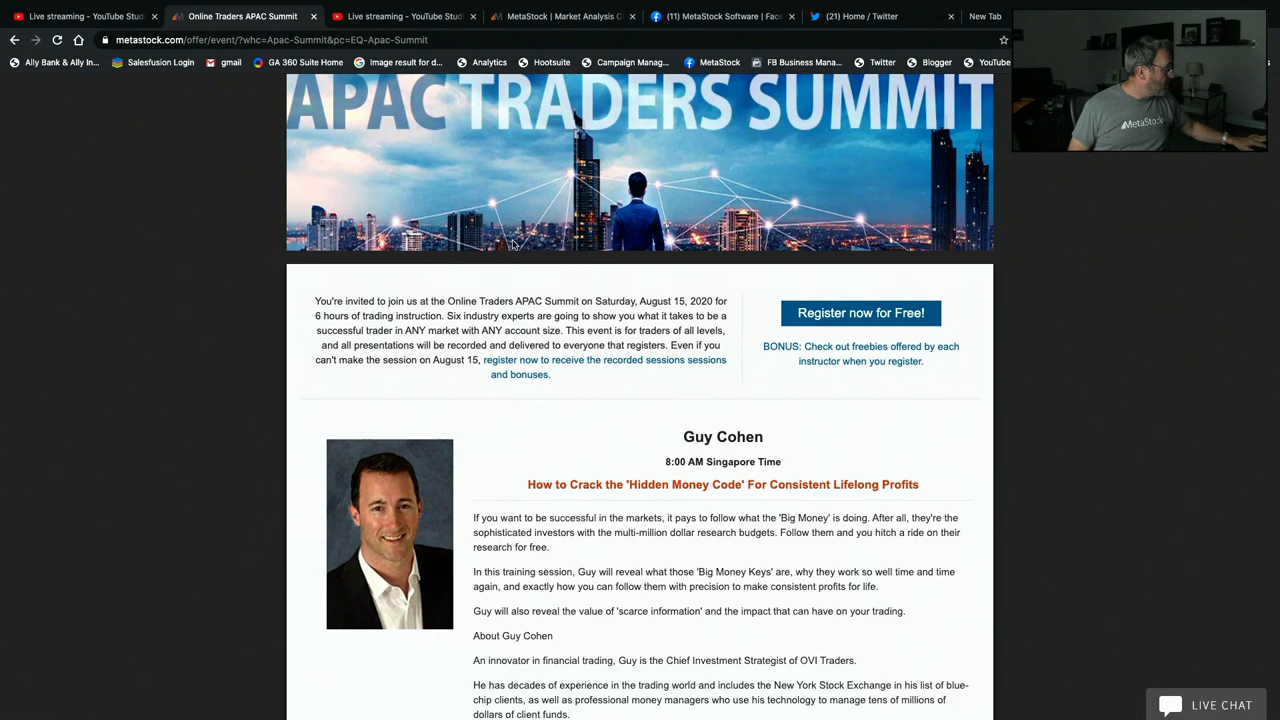 Live streaming - YouTube Studi
Online Traders APAC Summit
Live streaming - YouTube Studi
MetaStock | Market Analysis C
(11) MetaStock Software | Face
(21) Home / Twitter
New Tab
metastock.com/offer/event/?whc=Apac-Summit&pc=EQ-Apac-Summit
Ally Bank & Ally In...
Salesfusion Login
gmail
GA 360 Suite Home
Image result for d...
Analytics
Hootsuite
Campaign Manag...
MetaStock
FB Business Mana...
Twitter
Blogger
YouTube
MetaStock
APAC TRADERS SUMMIT
You're invited to join us at the Online Traders APAC Summit on Saturday, August 15, 2020 for
6 hours of trading instruction. Six industry experts are going to show you what it takes to be a
successful trader in ANY market with ANY account size. This event is for traders of all levels,
and all presentations will be recorded and delivered to everyone that registers. Even if you
can't make the session on August 15, register now to receive the recorded sessions sessions
and bonuses.
Register now for Free!
BONUS: Check out freebies offered by each
instructor when you register.
Guy Cohen
8:00 AM Singapore Time
How to Crack the 'Hidden Money Code' For Consistent Lifelong Profits
If you want to be successful in the markets, it pays to follow what the 'Big Money' is doing. After all, they're the
sophisticated investors with the multi-million dollar research budgets. Follow them and you hitch a ride on their
research for free.
In this training session, Guy will reveal what those 'Big Money Keys' are, why they work so well time and time
again, and exactly how you can follow them with precision to make consistent profits for life.
Guy will also reveal the value of 'scarce information' and the impact that can have on your trading.
About Guy Cohen
An innovator in financial trading, Guy is the Chief Investment Strategist of OVI Traders.
He has decades of experience in the trading world and includes the New York Stock Exchange in his list of blue-
chip clients, as well as professional money managers who use his technology to manage tens of millions of
dollars of client funds.
LIVE CHAT